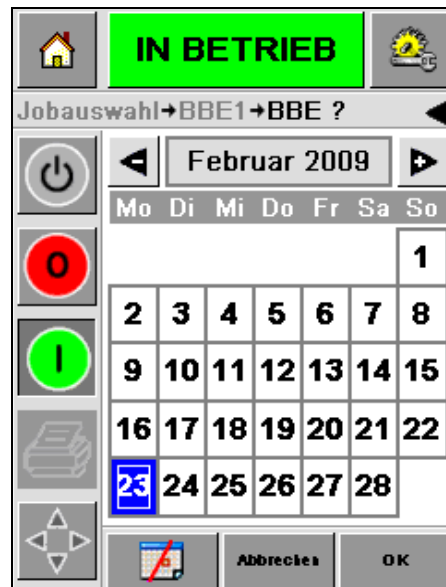 IN BETRIEB
Jobauswahl→BBE1→BBE ?
Februar 2009
Mo Di Mi Do Fr Sa So
O
I
1
2 3 4 5 6 7 8
9 10 11 12 13 14 15
16 17 18 19 20 21 22
23 24 25 26 27 28
Abbrechen
OK